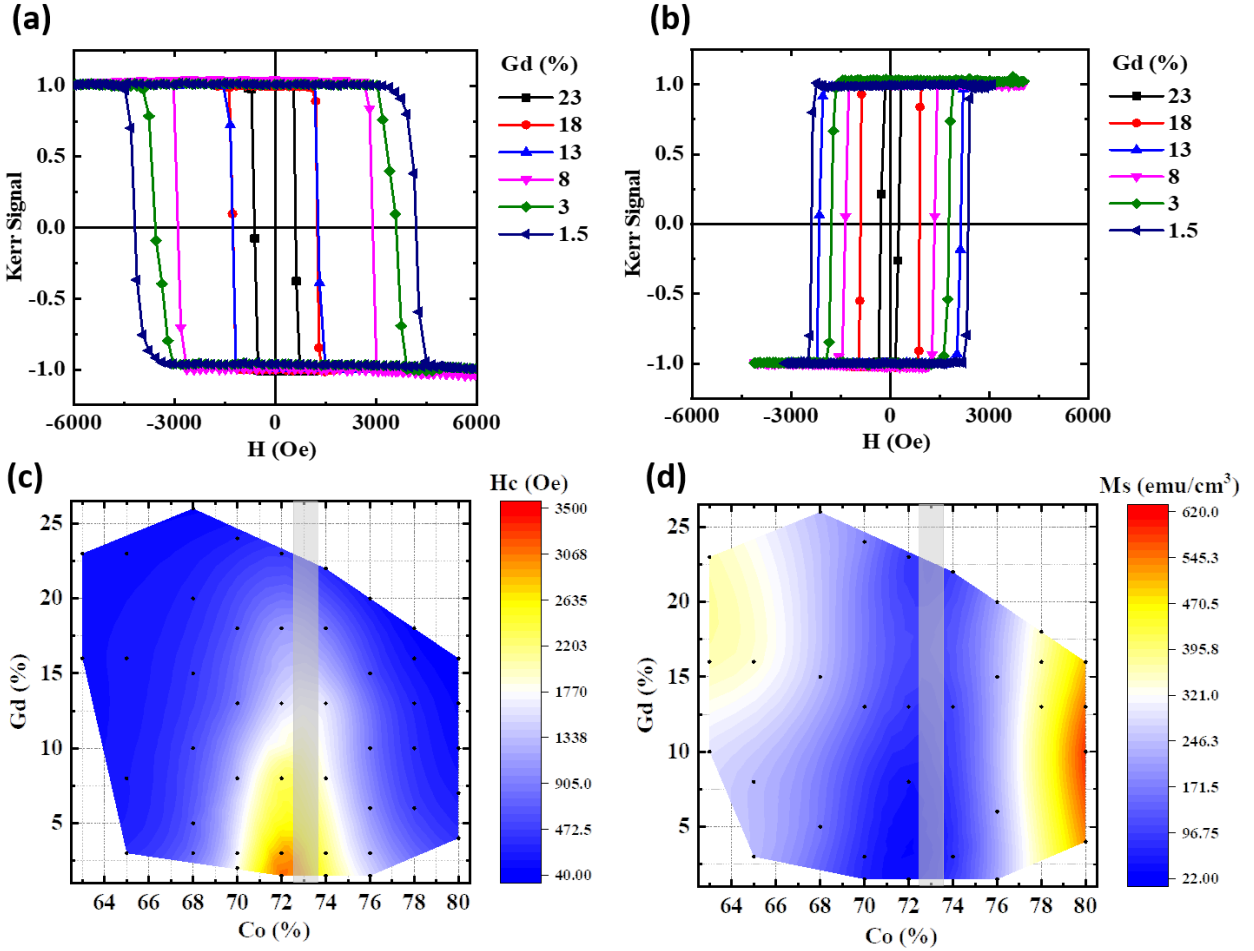 (a)
Kerr Signal
1.0
0.5
0.0
-0.5
-1.0
-6000 -3000 0 3000 6000
H (Oe)
Gd (%)
23
18
13
8
3
1.5
(b)
Kerr Signal
1.0
0.5
0.0
-0.5
-1.0
-6000 -3000 0 3000 6000
H (Oe)
Gd (%)
23
18
13
8
3
1.5
(c)
Gd (%)
25
20
15
10
5
64 66 68 70 72 74 76 78 80
Co (%)
Hc (Oe)
3500
3068
2635
2203
1770
1338
905.0
472.5
40.00
(d)
Gd (%)
25
20
15
10
5
64 66 68 70 72 74 76 78 80
Co (%)
Ms (emu/cm³)
620.0
545.3
470.5
395.8
321.0
246.3
171.5
96.75
22.00